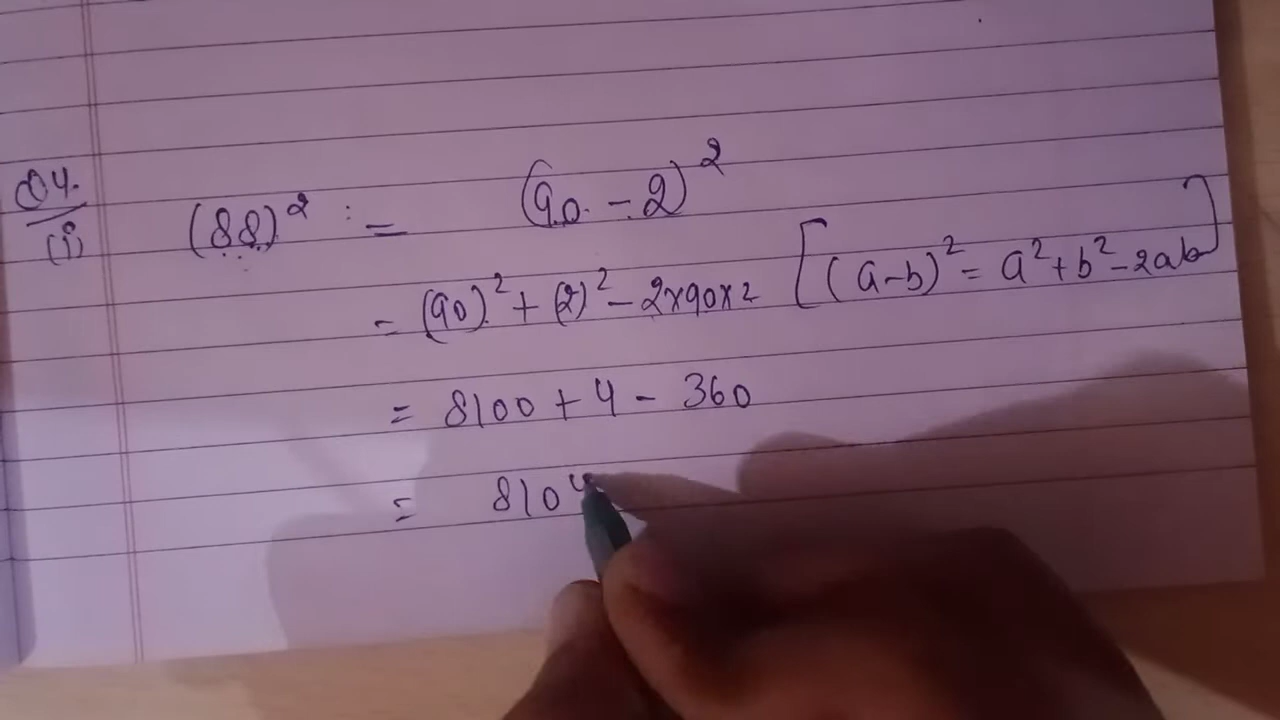 Q4.
(i) (88)² := (90 - 2)²
= (90)² + (2)² - 2×90×2 [(a-b)² = a² + b² - 2ab]
= 8100 + 4 - 360
= 8104